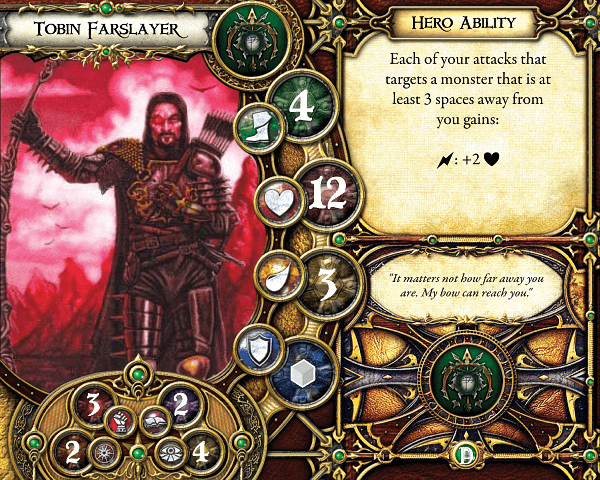 Tobin Farslayer
4
12
3
3
2
2
4
Hero Ability
Each of your attacks that
targets a monster that is at
least 3 spaces away from
you gains:
: +2
"It matters not how far away you
are. My bow can reach you."
D